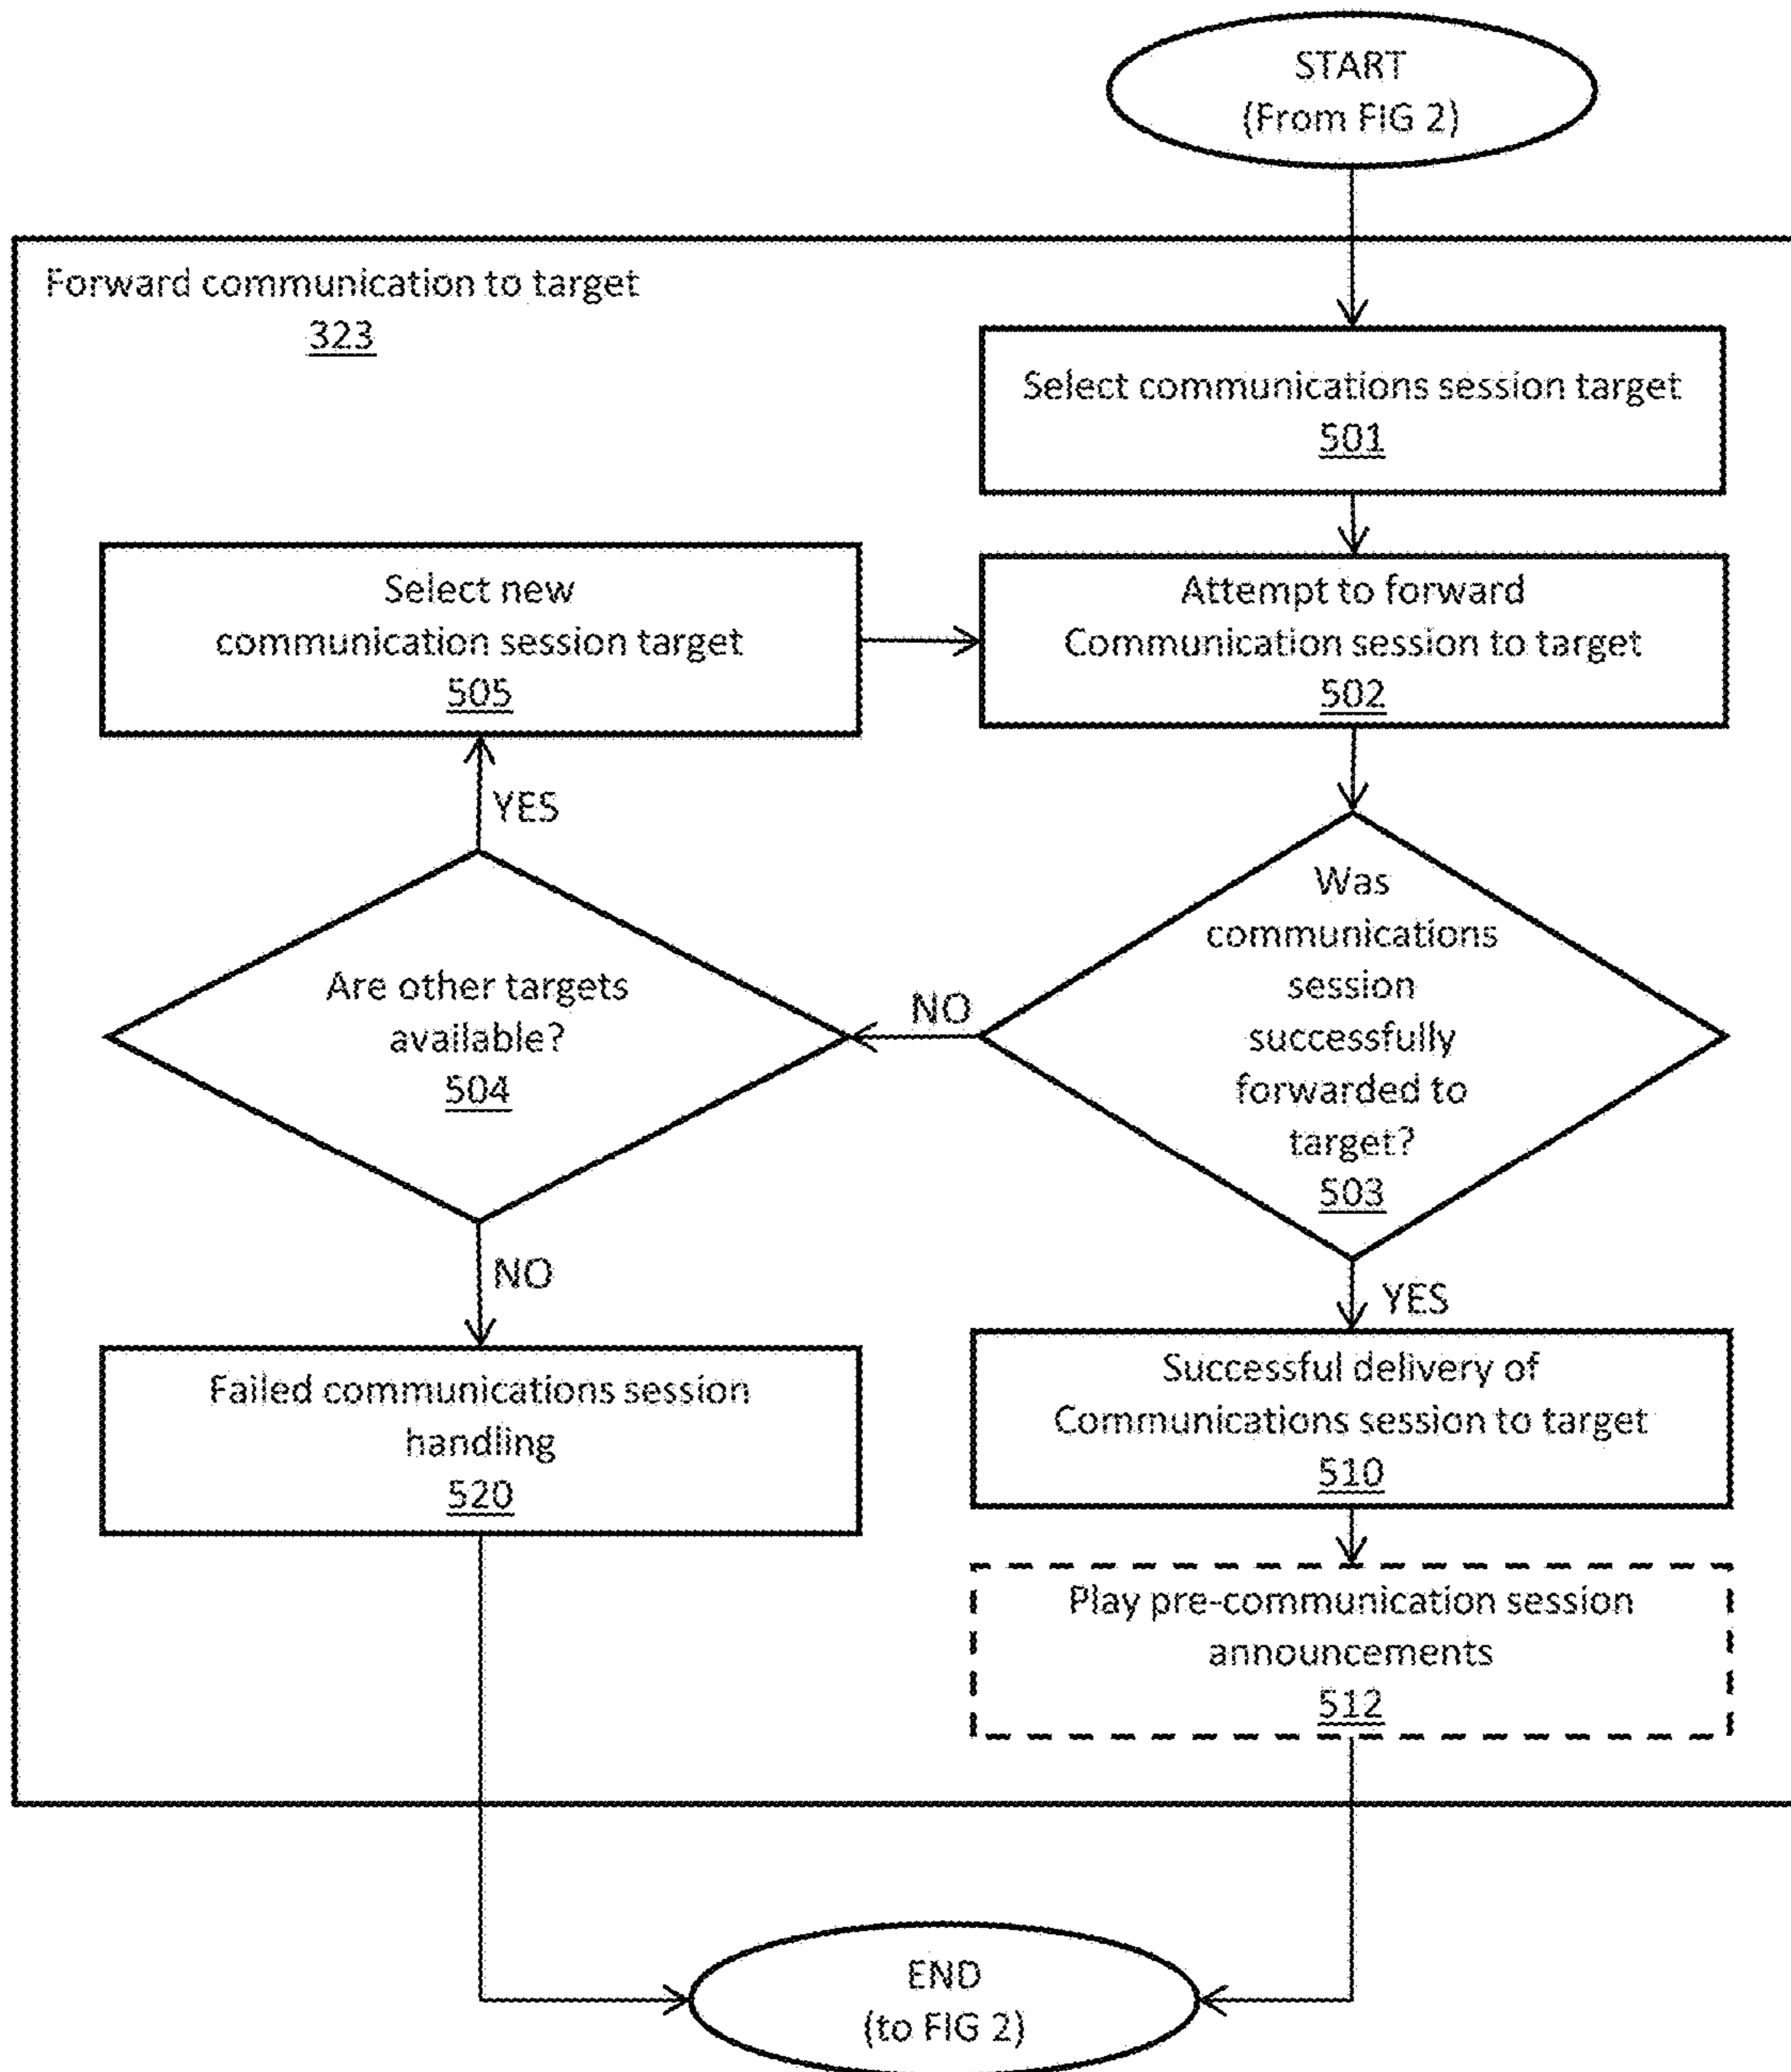 START
(From FIG 2)
Forward communication to target
323
Select communications session target
501
Select new
communication session target
505
Attempt to forward
Communication session to target
502
YES
Was
communications
session
successfully
forwarded to
target?
503
NO
Are other targets
available?
504
NO
YES
Failed communications session
handling
520
Successful delivery of
Communications session to target
510
Play pre-communication session
announcements
512
END
(to FIG 2)